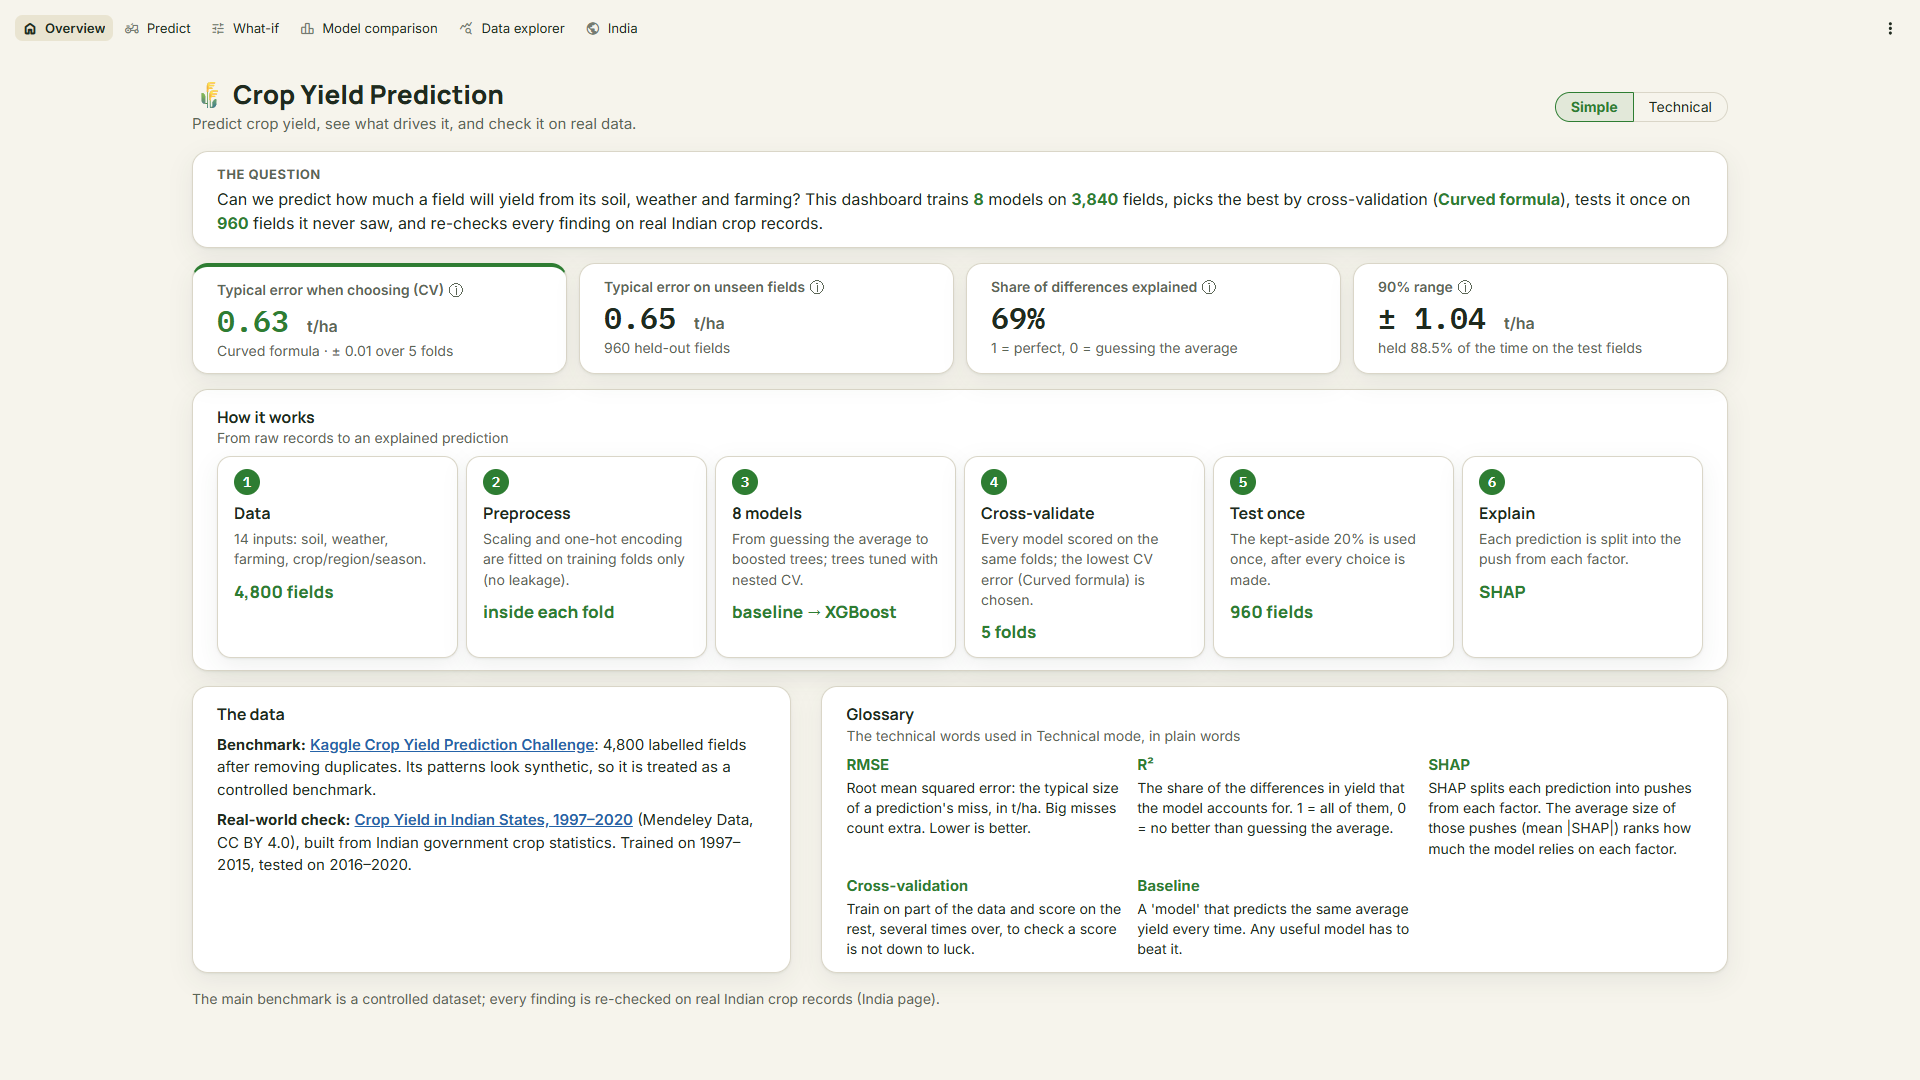 Overview
Predict
What-if
Model comparison
Data explorer
India
Crop Yield Prediction
Predict crop yield, see what drives it, and check it on real data.
Simple
Technical
THE QUESTION
Can we predict how much a field will yield from its soil, weather and farming? This dashboard trains 8 models on 3,840 fields, picks the best by cross-validation (Curved formula), tests it once on
960 fields it never saw, and re-checks every finding on real Indian crop records.
Typical error when choosing (CV)
0.63 t/ha
Curved formula · ± 0.01 over 5 folds
Typical error on unseen fields
0.65 t/ha
960 held-out fields
Share of differences explained
69%
1 = perfect, 0 = guessing the average
90% range
± 1.04 t/ha
held 88.5% of the time on the test fields
How it works
From raw records to an explained prediction
1
Data
14 inputs: soil, weather,
farming, crop/region/season.
4,800 fields
2
Preprocess
Scaling and one-hot encoding
are fitted on training folds only
(no leakage).
inside each fold
3
8 models
From guessing the average to
boosted trees; trees tuned with
nested CV.
baseline → XGBoost
4
Cross-validate
Every model scored on the
same folds; the lowest CV
error (Curved formula) is
chosen.
5 folds
5
Test once
The kept-aside 20% is used
once, after every choice is
made.
960 fields
6
Explain
Each prediction is split into the
push from each factor.
SHAP
The data
Benchmark: Kaggle Crop Yield Prediction Challenge: 4,800 labelled fields
after removing duplicates. Its patterns look synthetic, so it is treated as a
controlled benchmark.
Real-world check: Crop Yield in Indian States, 1997–2020 (Mendeley Data,
CC BY 4.0), built from Indian government crop statistics. Trained on 1997–
2015, tested on 2016–2020.
Glossary
The technical words used in Technical mode, in plain words
RMSE
Root mean squared error: the typical size
of a prediction's miss, in t/ha. Big misses
count extra. Lower is better.
R²
The share of the differences in yield that
the model accounts for. 1 = all of them, 0
= no better than guessing the average.
SHAP
SHAP splits each prediction into pushes
from each factor. The average size of
those pushes (mean |SHAP|) ranks how
much the model relies on each factor.
Cross-validation
Train on part of the data and score on the
rest, several times over, to check a score
is not down to luck.
Baseline
A 'model' that predicts the same average
yield every time. Any useful model has to
beat it.
The main benchmark is a controlled dataset; every finding is re-checked on real Indian crop records (India page).